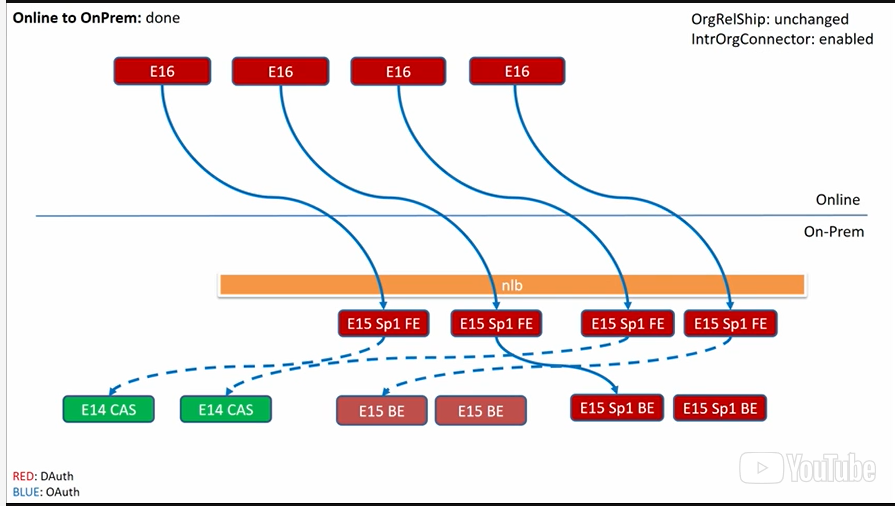 Online to OnPrem: done
OrgRelShip: unchanged
IntrOrgConnector: enabled
E16 E16 E16 E16
Online
On-Prem
nlb
E15 Sp1 FE E15 Sp1 FE E15 Sp1 FE E15 Sp1 FE
E14 CAS E14 CAS E15 BE E15 BE E15 Sp1 BE E15 Sp1 BE
YouTube
RED: DAuth
BLUE: OAuth